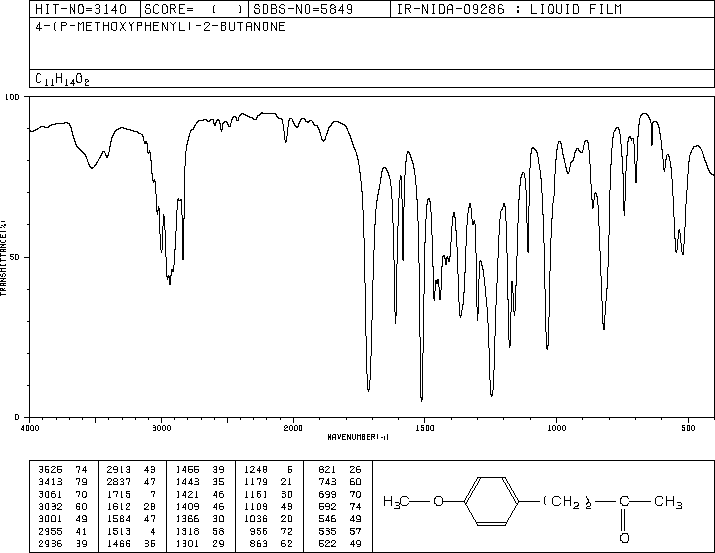 HIT-NO=3140 SCORE= ( ) SDBS-NO=5849 IR-NIDA-09286 : LIQUID FILM
4-(P-METHOXYPHENYL)-2-BUTANONE
C11H14O2
100
50
0
TRANSMITTANCE(%)
4000 3000 2000 1500 1000 500
WAVENUMBER(-1)
3525 74 2913 43 1456 39 1248 6 821 26
3413 79 2837 47 1443 35 1179 21 743 60
3061 70 1715 7 1421 46 1161 30 699 70
3032 60 1612 28 1409 46 1109 49 592 74
3001 49 1584 47 1366 30 1036 20 546 49
2955 41 1513 4 1318 58 956 72 535 57
2936 39 1466 35 1301 29 863 62 522 49
H3C O (CH2)2 C CH3
O